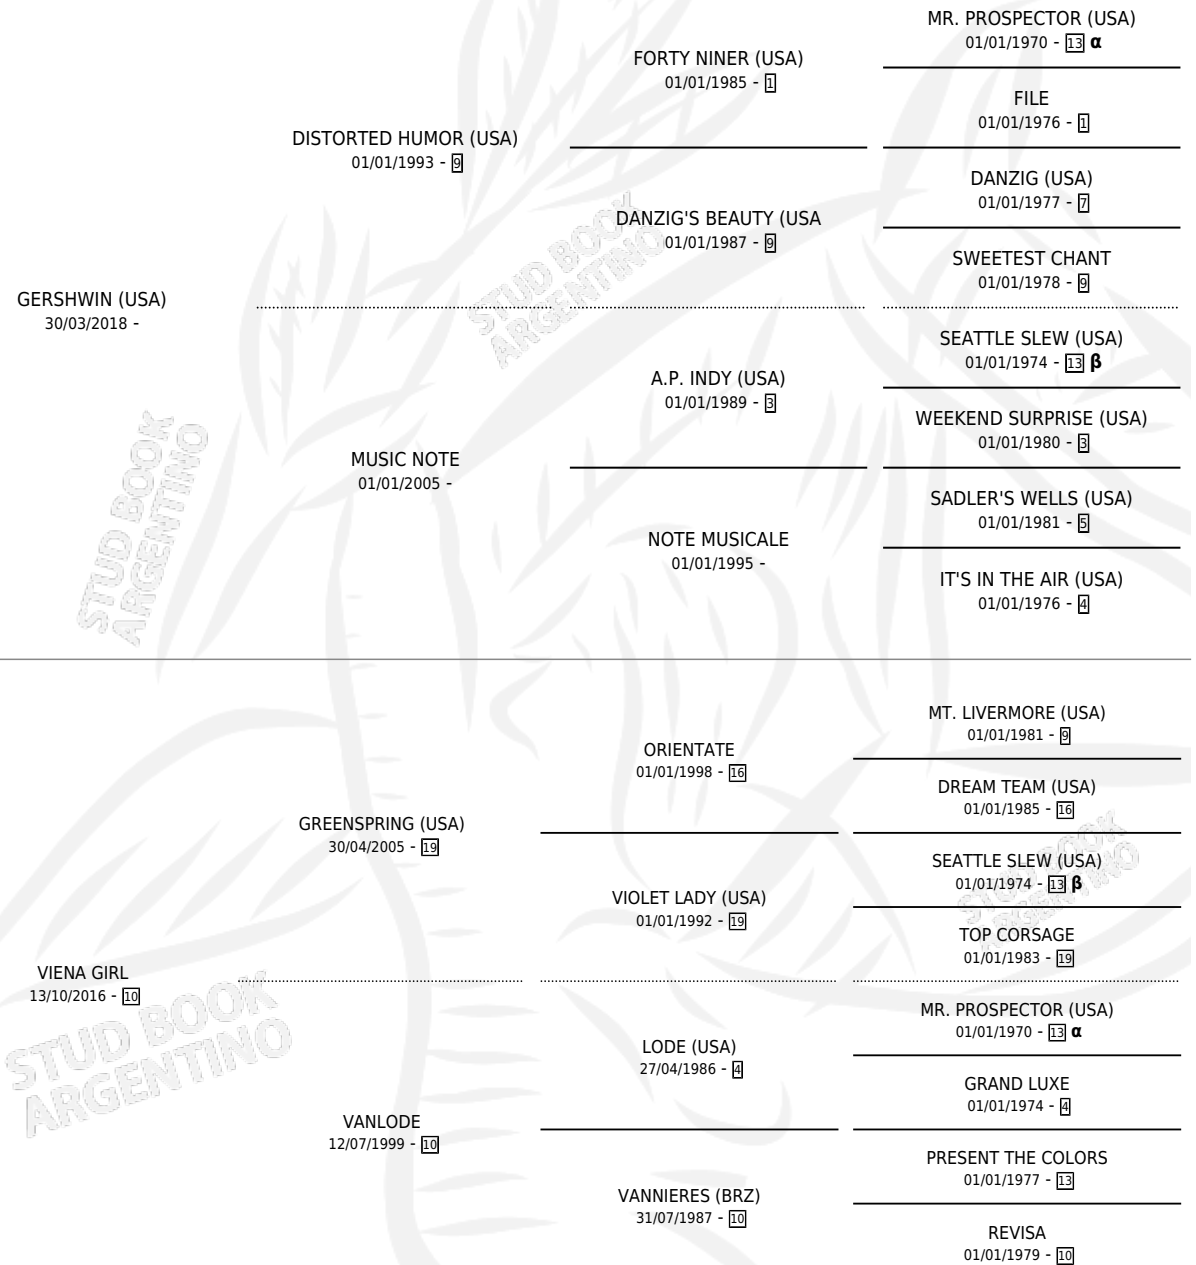 MR. PROSPECTOR (USA)
01/01/1970 - 13 α
FORTY NINER (USA)
01/01/1985 - 1
FILE
01/01/1976 - 1
DISTORTED HUMOR (USA)
01/01/1993 - 9
DANZIG (USA)
01/01/1977 - 7
DANZIG'S BEAUTY (USA
01/01/1987 - 9
SWEETEST CHANT
01/01/1978 - 9
GERSHWIN (USA)
30/03/2018 -
SEATTLE SLEW (USA)
01/01/1974 - 13 β
A.P. INDY (USA)
01/01/1989 - 3
WEEKEND SURPRISE (USA)
01/01/1980 - 3
MUSIC NOTE
01/01/2005 -
SADLER'S WELLS (USA)
01/01/1981 - 5
NOTE MUSICALE
01/01/1995 -
IT'S IN THE AIR (USA)
01/01/1976 - 4
MT. LIVERMORE (USA)
01/01/1981 - 9
ORIENTATE
01/01/1998 - 16
DREAM TEAM (USA)
01/01/1985 - 16
GREENSPRING (USA)
30/04/2005 - 19
SEATTLE SLEW (USA)
01/01/1974 - 13 β
VIOLET LADY (USA)
01/01/1992 - 19
TOP CORSAGE
01/01/1983 - 19
VIENA GIRL
13/10/2016 - 10
MR. PROSPECTOR (USA)
01/01/1970 - 13 α
LODE (USA)
27/04/1986 - 4
GRAND LUXE
01/01/1974 - 4
VANLODE
12/07/1999 - 10
PRESENT THE COLORS
01/01/1977 - 13
VANNIERES (BRZ)
31/07/1987 - 10
REVISA
01/01/1979 - 10
STUD BOOK
ARGENTINO
STUD BOOK
ARGENTINO
STUD BOOK
ARGENTINO
STUD BOOK
ARGENTINO